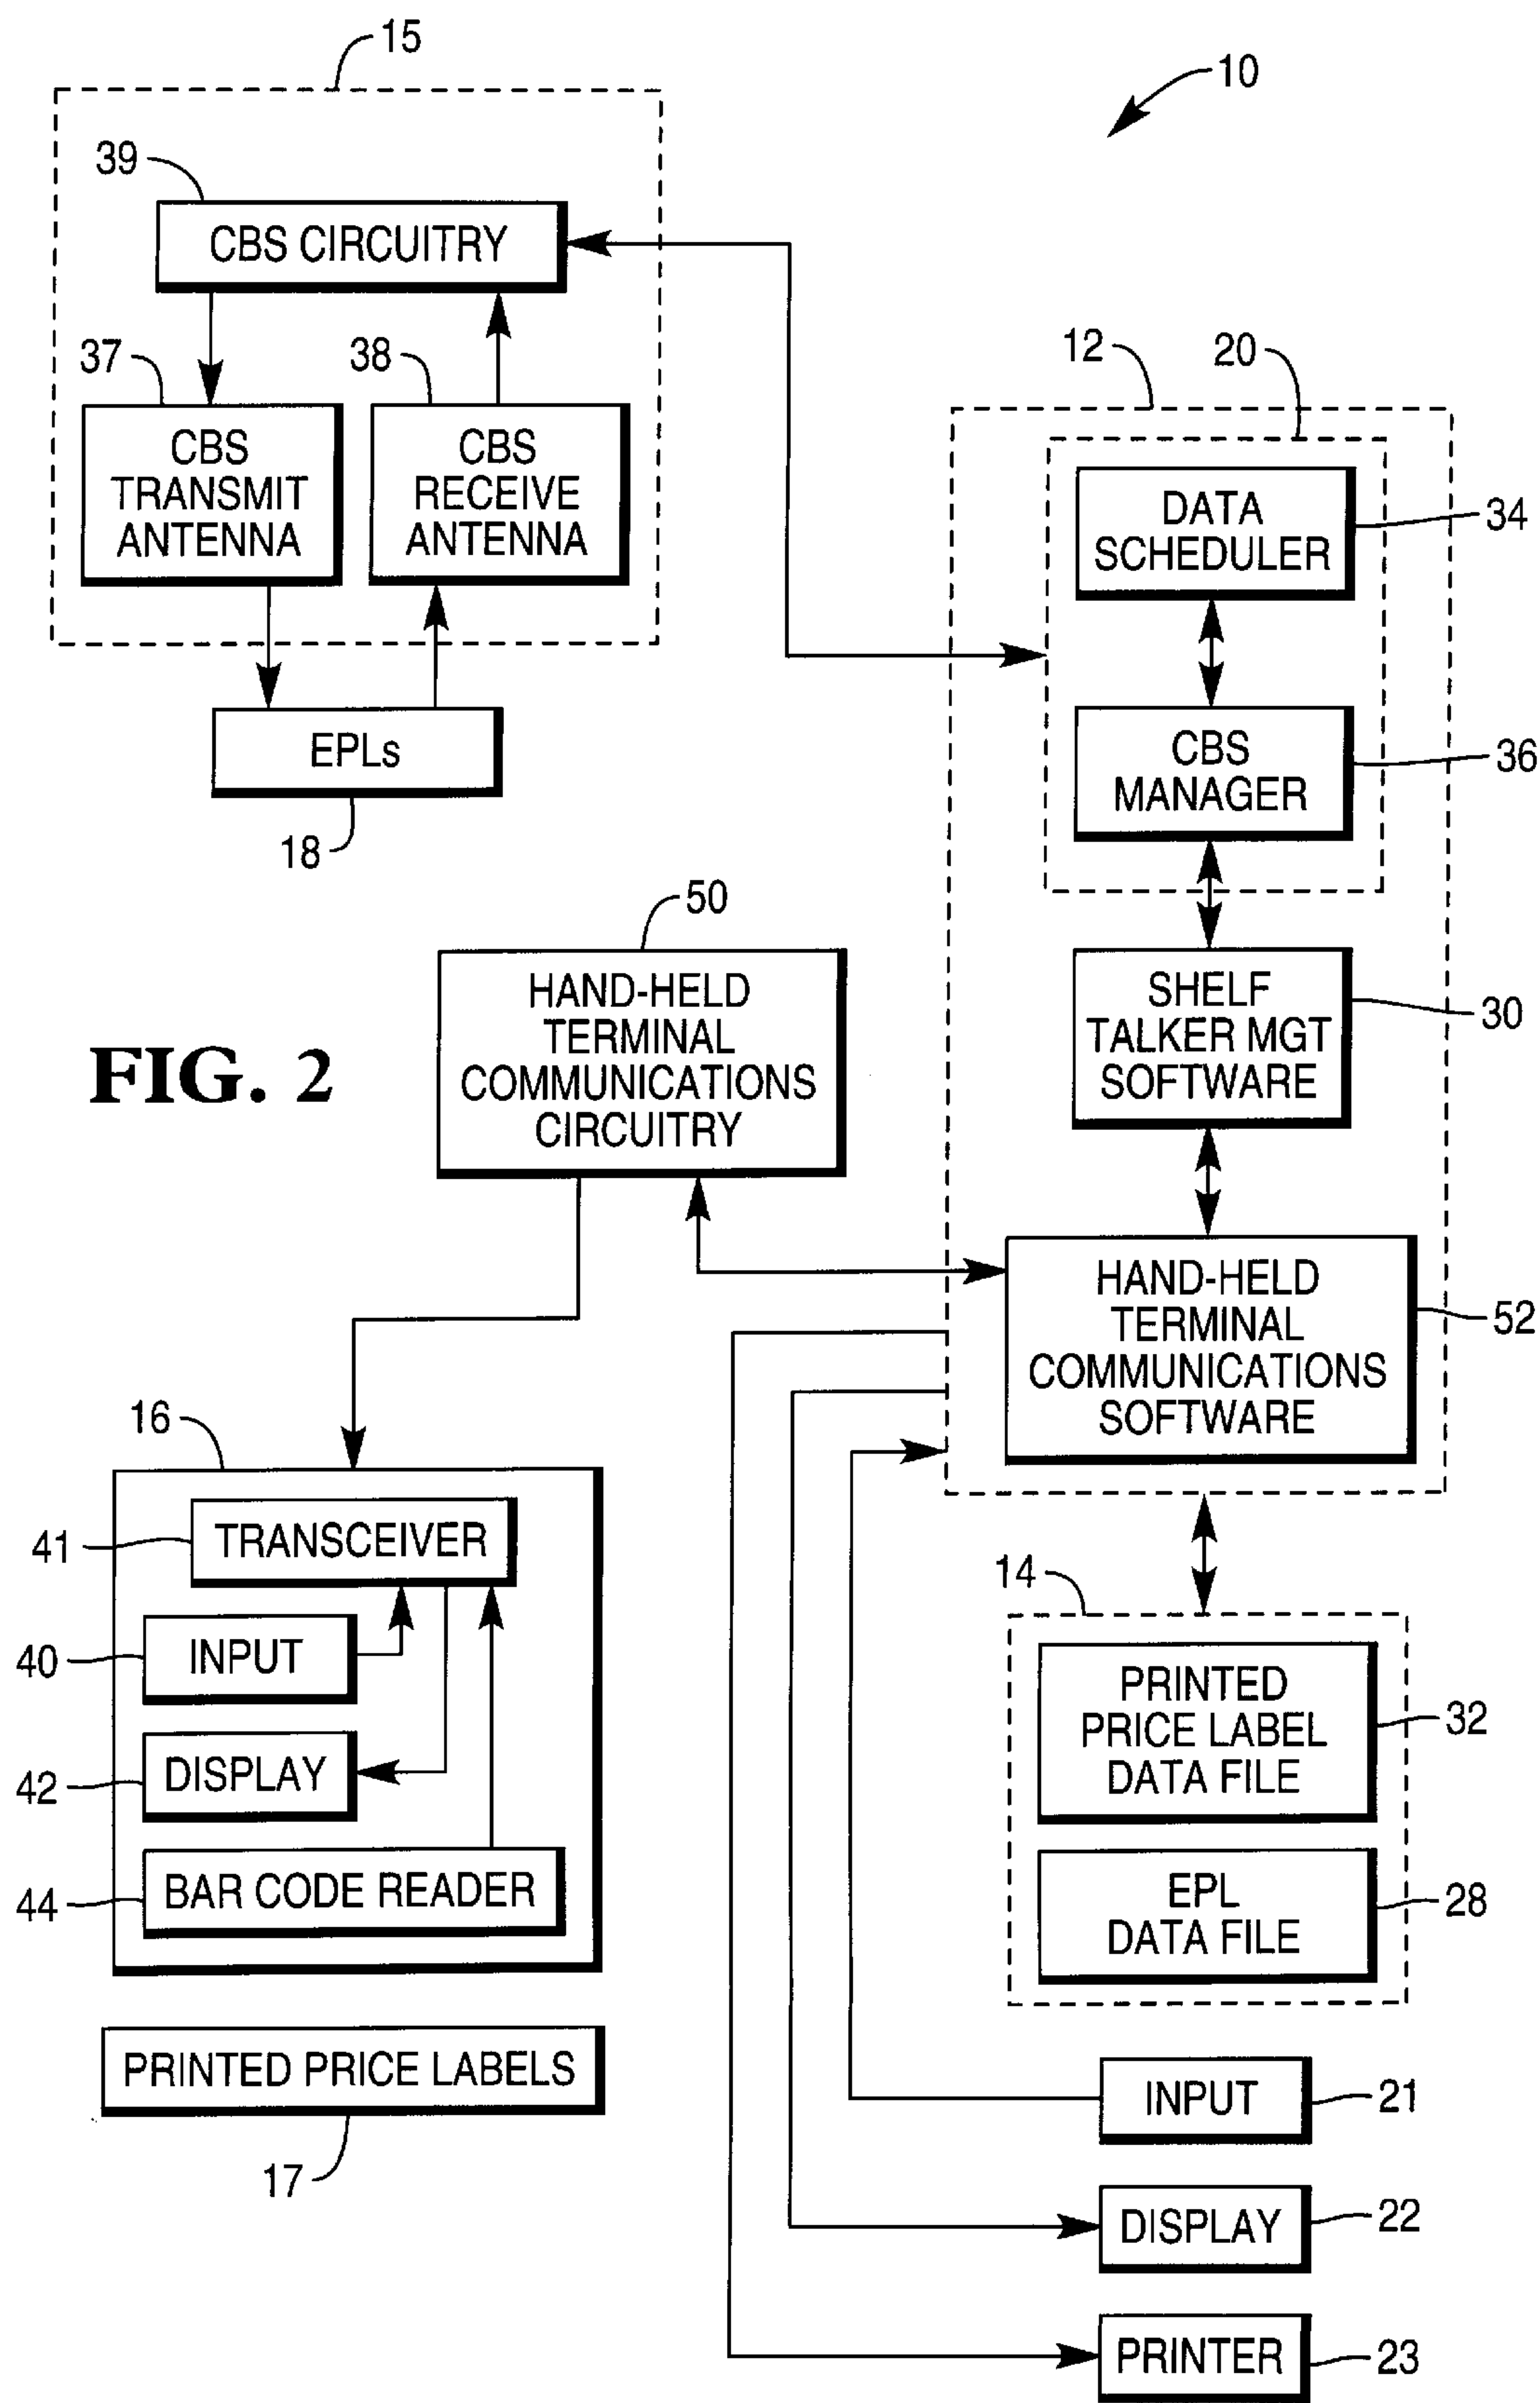 15
10
39
CBS CIRCUITRY
37
38
12
20
CBS
TRANSMIT
ANTENNA
CBS
RECEIVE
ANTENNA
DATA
SCHEDULER
34
EPLs
18
CBS
MANAGER
36
50
HAND-HELD
TERMINAL
COMMUNICATIONS
CIRCUITRY
SHELF
TALKER MGT
SOFTWARE
30
FIG. 2
HAND-HELD
TERMINAL
COMMUNICATIONS
SOFTWARE
52
16
TRANSCEIVER
41
INPUT
40
DISPLAY
42
BAR CODE READER
44
14
PRINTED
PRICE LABEL
DATA FILE
32
EPL
DATA FILE
28
PRINTED PRICE LABELS
17
INPUT
21
DISPLAY
22
PRINTER
23